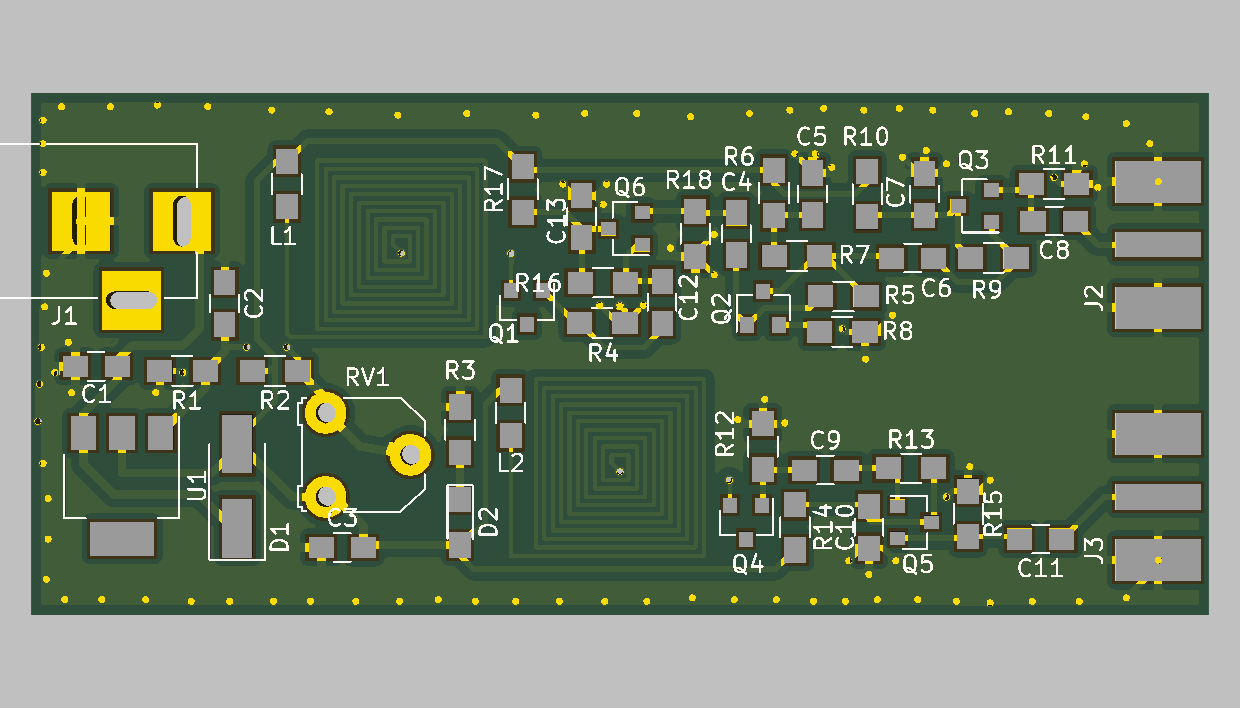 C5 R10
R6 Q3 R11
R17 Q6 R18 C4 C7
C13
L1 C8
R7
R16 C6 R9
J1 C2 C12 Q2 R5 J2
Q1 R8
R4
C1 R1 R2 RV1 R3
R12 C9 R13
L2
U1
C3 D2 R14 C10 R15
D1 Q4 Q5 C11 J3